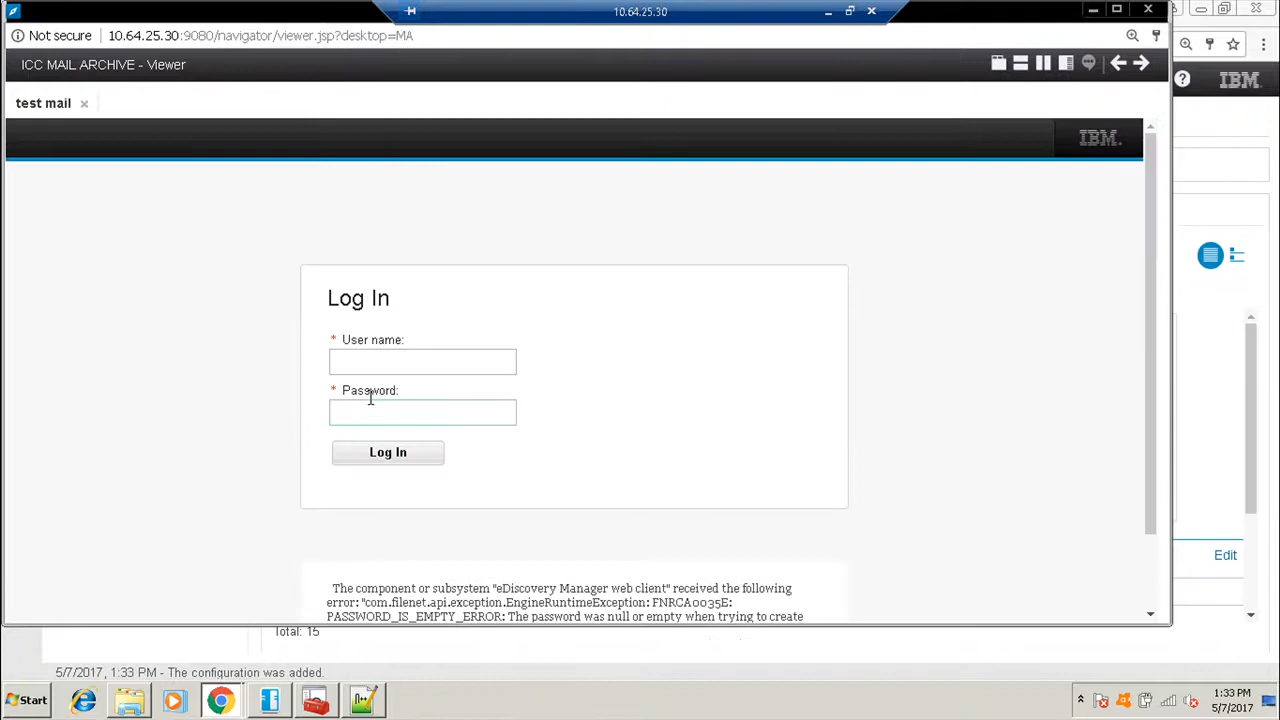 10.64.25.30
Not secure 10.64.25.30:9080/navigator/viewer.jsp?desktop=MA
ICC MAIL ARCHIVE - Viewer
IBM
test mail
IBM
Log In
* User name:
* Password:
Log In
Edit
The component or subsystem "eDiscovery Manager web client" received the following
error: "com.filenet.api.exception.EngineRuntimeException: FNRCA0035E:
PASSWORD_IS_EMPTY_ERROR: The password was null or empty when trying to create
Total: 15
5/7/2017, 1:33 PM - The configuration was added.
Start
1:33 PM
5/7/2017